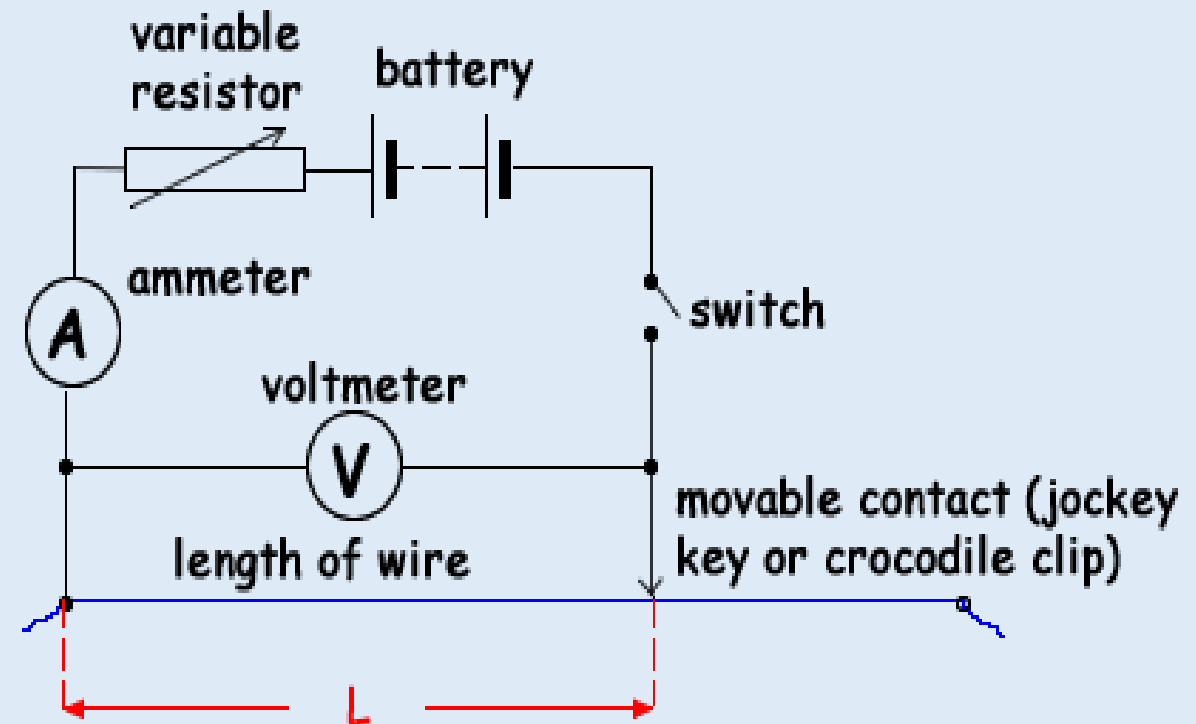 variable
resistor
battery
ammeter
A
switch
voltmeter
V
movable contact (jockey
key or crocodile clip)
length of wire
L